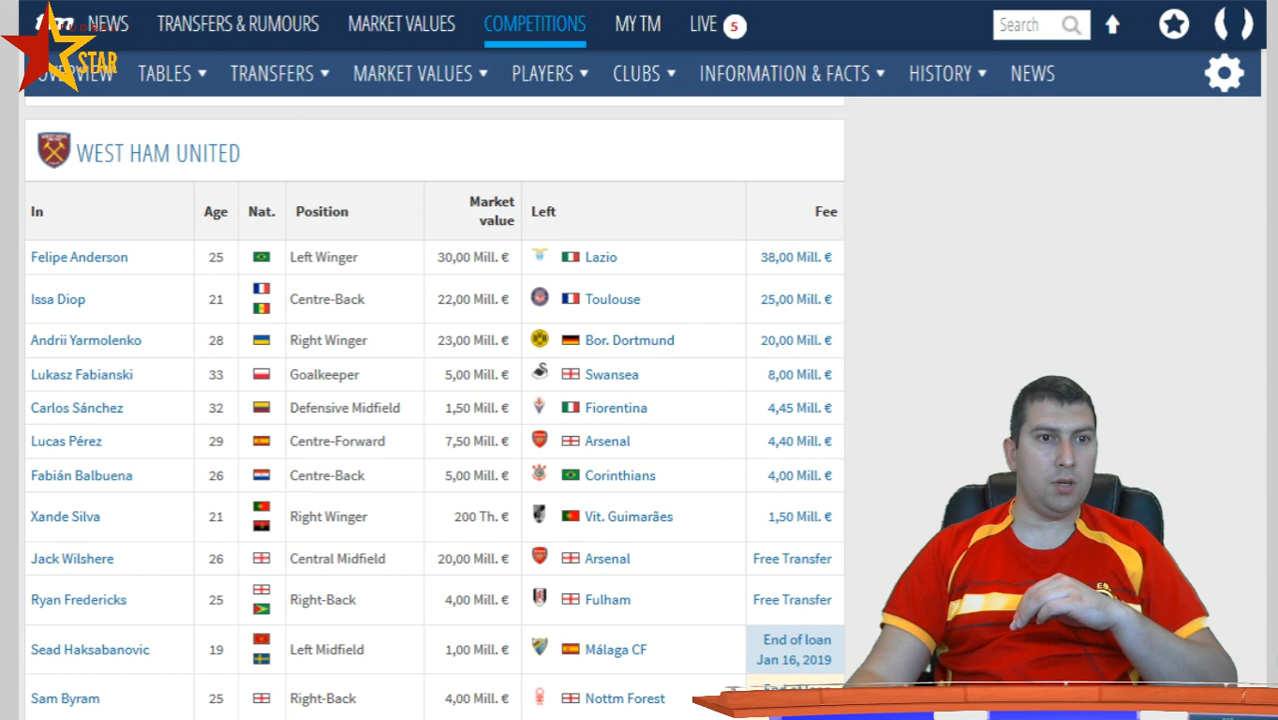 tm NEWS TRANSFERS & RUMOURS MARKET VALUES COMPETITIONS MY TM LIVE 5 Search
STAR
OVERVIEW TABLES TRANSFERS MARKET VALUES PLAYERS CLUBS INFORMATION & FACTS HISTORY NEWS
WEST HAM UNITED
In Age Nat. Position Market value Left Fee
Felipe Anderson 25 Left Winger 30,00 Mill. € Lazio 38,00 Mill. €
Issa Diop 21 Centre-Back 22,00 Mill. € Toulouse 25,00 Mill. €
Andrii Yarmolenko 28 Right Winger 23,00 Mill. € Bor. Dortmund 20,00 Mill. €
Lukasz Fabianski 33 Goalkeeper 5,00 Mill. € Swansea 8,00 Mill. €
Carlos Sánchez 32 Defensive Midfield 1,50 Mill. € Fiorentina 4,45 Mill. €
Lucas Pérez 29 Centre-Forward 7,50 Mill. € Arsenal 4,40 Mill. €
Fabián Balbuena 26 Centre-Back 5,00 Mill. € Corinthians 4,00 Mill. €
Xande Silva 21 Right Winger 200 Th. € Vit. Guimarães 1,50 Mill. €
Jack Wilshere 26 Central Midfield 20,00 Mill. € Arsenal Free Transfer
Ryan Fredericks 25 Right-Back 4,00 Mill. € Fulham Free Transfer
Sead Haksabanovic 19 Left Midfield 1,00 Mill. € Málaga CF End of loan Jan 16, 2019
Sam Byram 25 Right-Back 4,00 Mill. € Nottm Forest